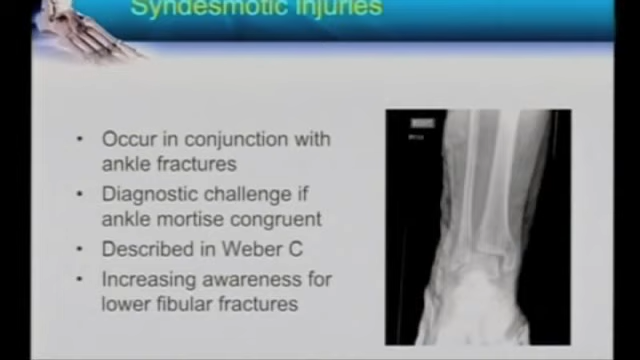 Syndesmotic Injuries
• Occur in conjunction with
ankle fractures
• Diagnostic challenge if
ankle mortise congruent
• Described in Weber C
• Increasing awareness for
lower fibular fractures